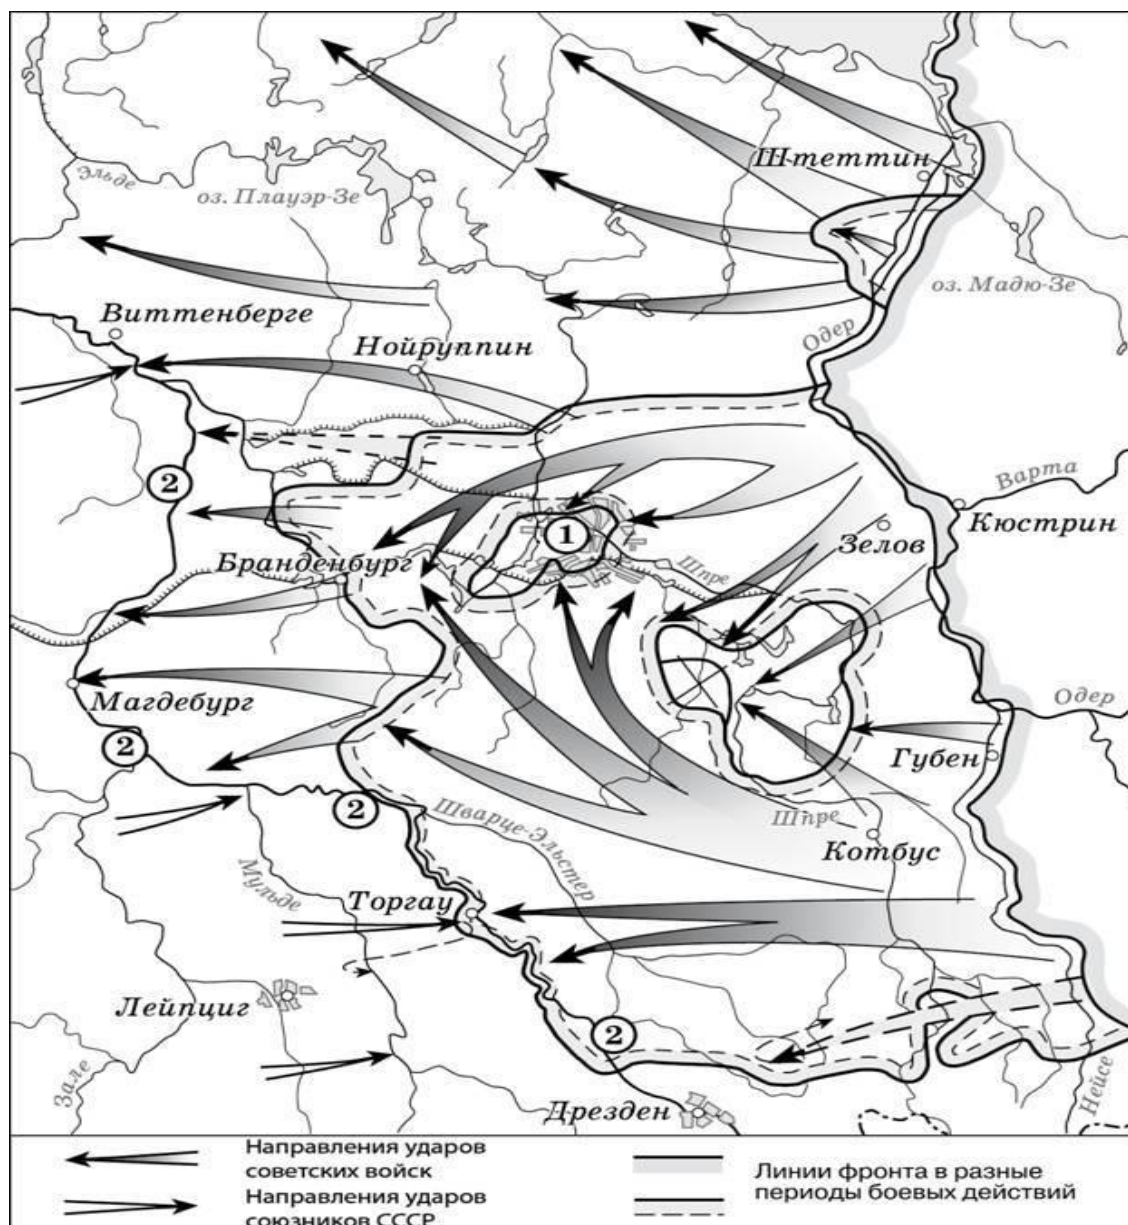 Штеттин
Эльде
оз. Плауэр-Зе
оз. Мадю-Зе
Виттенберге
Одер
Нойруппин
2
Варта
Кюстрин
1
Зелов
Шпре
Бранденбург
Магдебург
Одер
2
Губен
2
Шварце-Эльстер
Шпре
Котбус
Мульде
Торгау
Лейпциг
2
Зале
Нейсе
Дрезден
Направления ударов
советских войск
Направления ударов
союзников СССР
Линии фронта в разные
периоды боевых действий